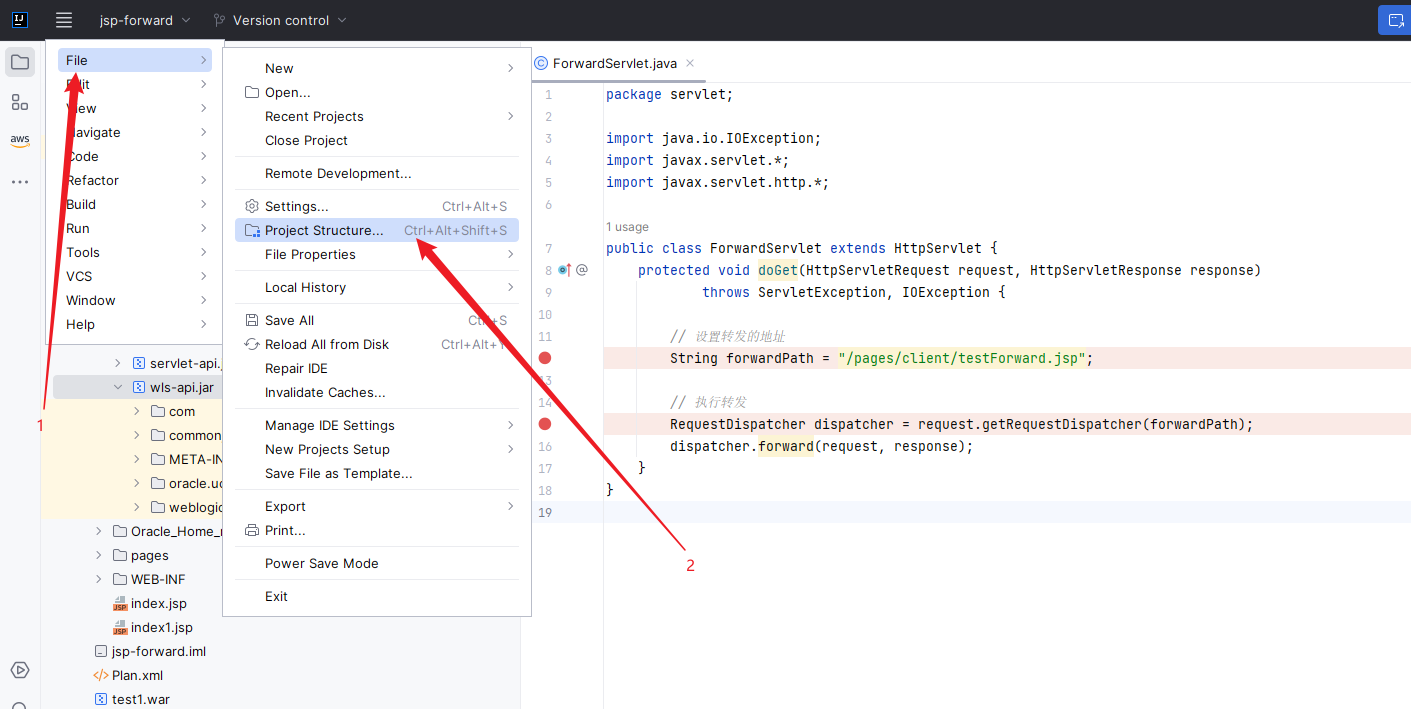 jsp-forward
Version control
File
Edit
View
Navigate
Code
Refactor
Build
Run
Tools
VCS
Window
Help
aws
1
New
Open...
Recent Projects
Close Project
Remote Development...
Settings... Ctrl+Alt+S
Project Structure... Ctrl+Alt+Shift+S
File Properties
Local History
Save All Ctrl+S
Reload All from Disk Ctrl+Alt+Y
Repair IDE
Invalidate Caches...
Manage IDE Settings
New Projects Setup
Save File as Template...
Export
Print...
Power Save Mode
Exit
2
servlet-api.j
wls-api.jar
com
common
META-IN
oracle.uc
weblogic
Oracle_Home_
pages
WEB-INF
JSP index.jsp
JSP index1.jsp
jsp-forward.iml
Plan.xml
test1.war
ForwardServlet.java
1 package servlet;
2
3 import java.io.IOException;
4 import javax.servlet.*;
5 import javax.servlet.http.*;
6
1 usage
7 public class ForwardServlet extends HttpServlet {
8 protected void doGet(HttpServletRequest request, HttpServletResponse response)
9 throws ServletException, IOException {
10
11 // 设置转发的地址
String forwardPath = "/pages/client/testForward.jsp";
13
14 // 执行转发
RequestDispatcher dispatcher = request.getRequestDispatcher(forwardPath);
16 dispatcher.forward(request, response);
17 }
18 }
19